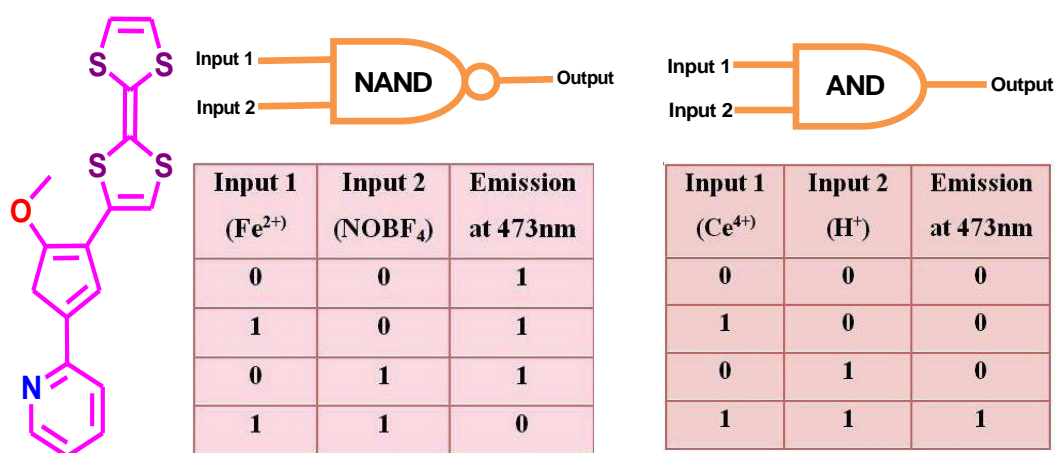 S S
S S
O
N
Input 1
Input 2
NAND
Output
Input 1
Input 2
AND
Output
Input 1 Input 2 Emission
(Fe²⁺) (NOBF₄) at 473nm
0 0 1
1 0 1
0 1 1
1 1 0
Input 1 Input 2 Emission
(Ce⁴⁺) (H⁺) at 473nm
0 0 0
1 0 0
0 1 0
1 1 1